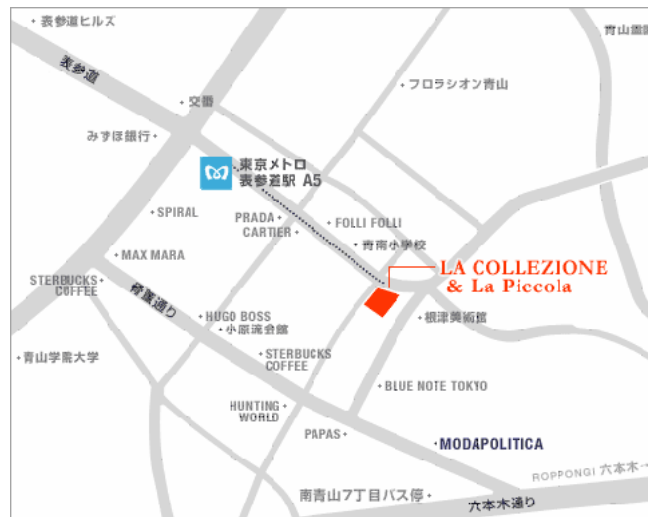 表参道ヒルズ
青山霊園
表参道
フロラシオン青山
交番
みずほ銀行
東京メトロ
表参道駅 A5
SPIRAL
PRADA
CARTIER
FOLLI FOLLI
青南小学校
MAX MARA
LA COLLEZIONE
& La Piccola
STERBUCKS
COFFEE
骨董通り
HUGO BOSS
小原流会館
根津美術館
青山学院大学
STERBUCKS
COFFEE
BLUE NOTE TOKYO
HUNTING
WORLD
PAPAS
MODAPOLITICA
ROPPONGI 六本木→
南青山7丁目バス停
六本木通り